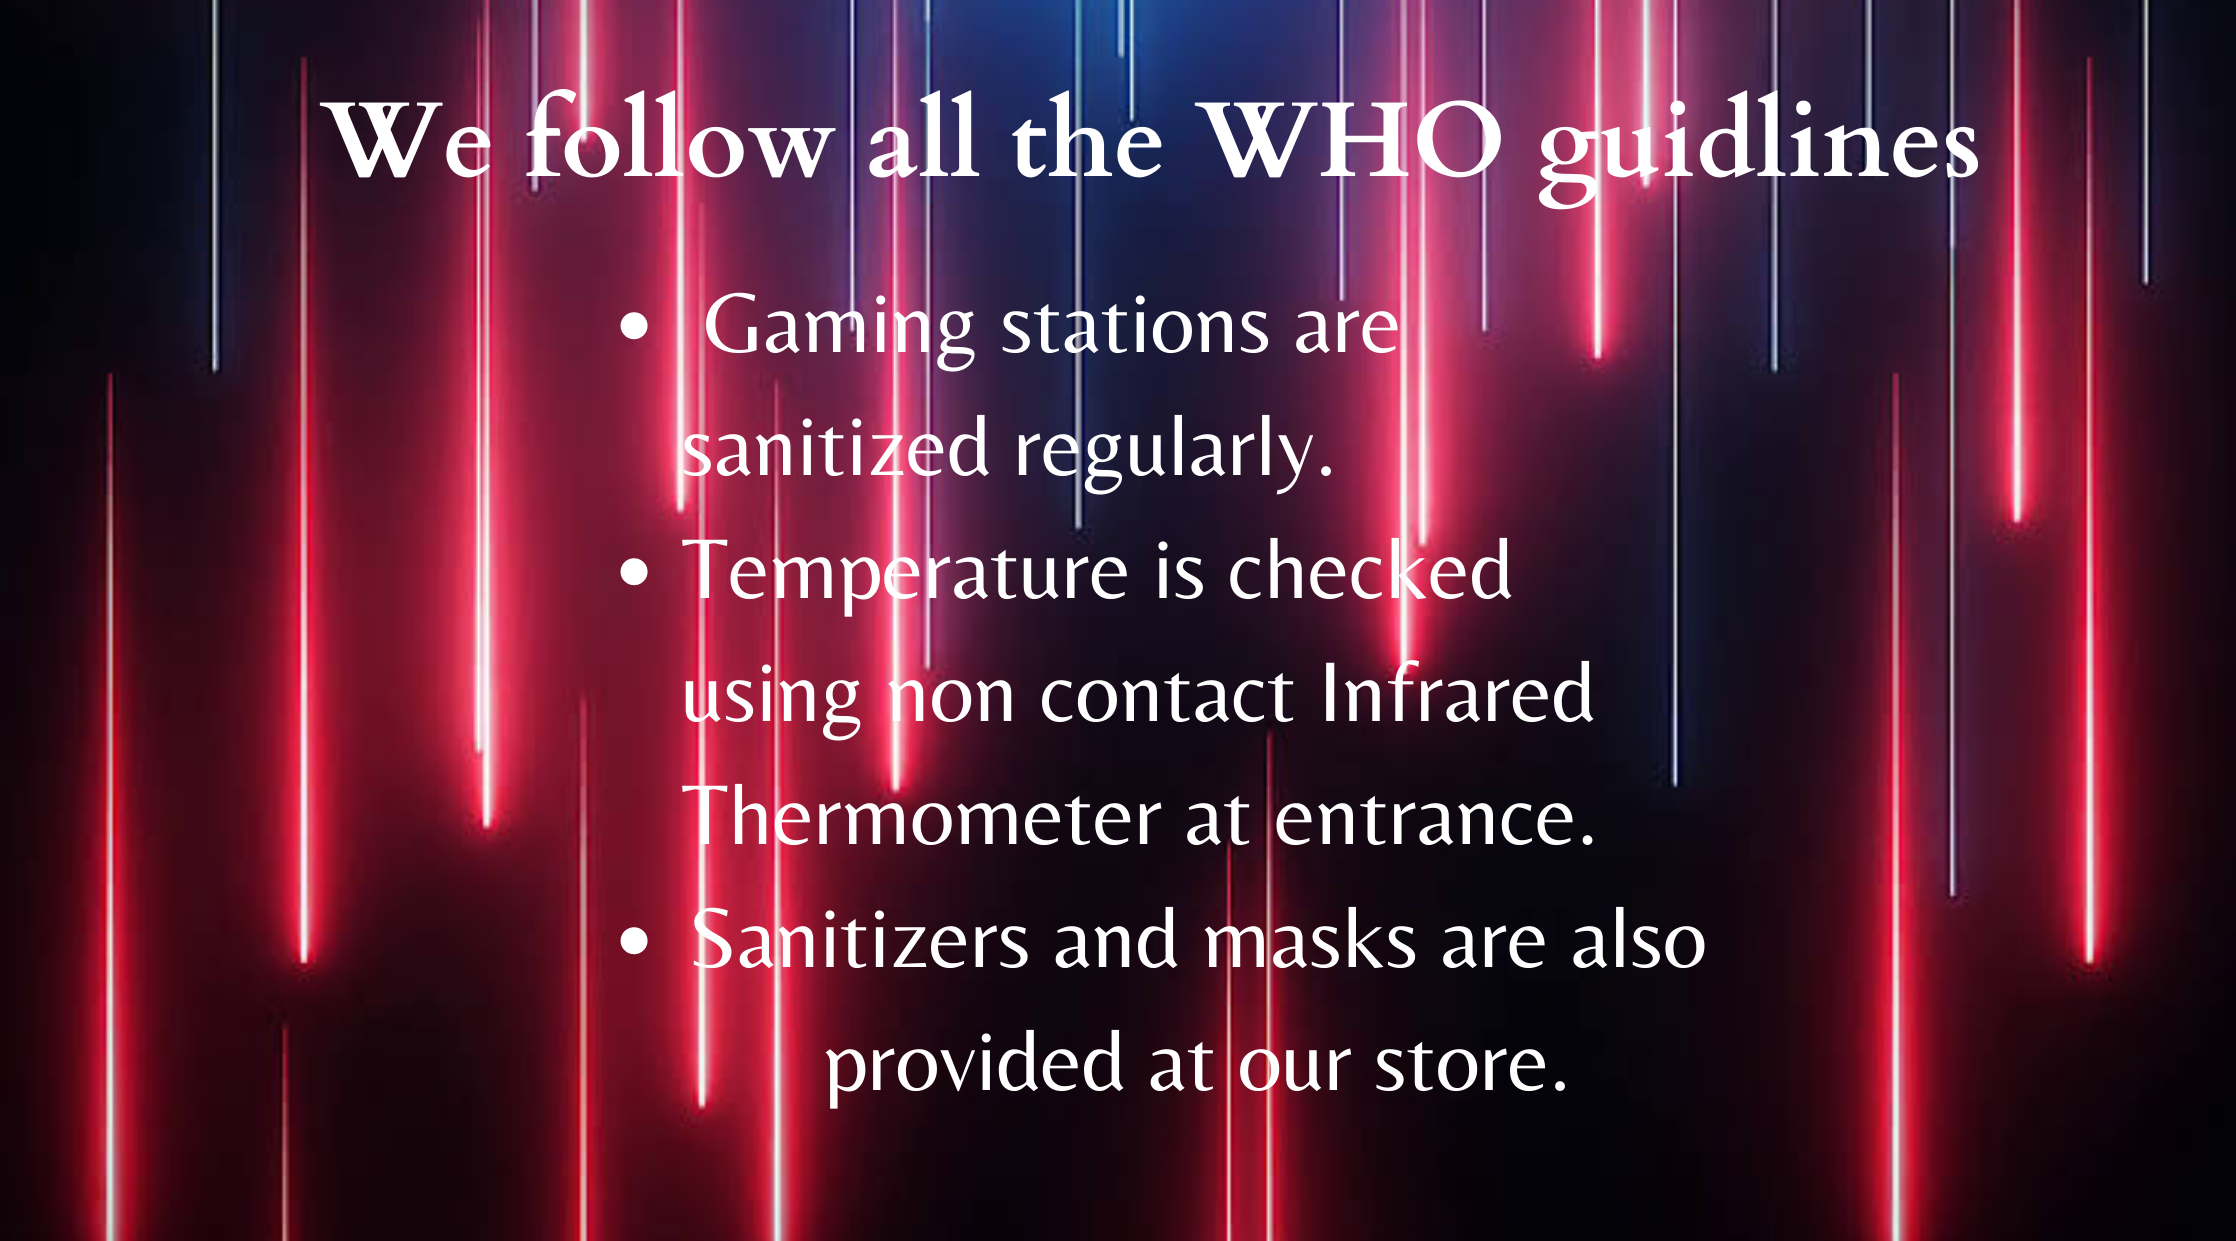 We follow all the WHO guidlines
• Gaming stations are
sanitized regularly.
• Temperature is checked
using non contact Infrared
Thermometer at entrance.
• Sanitizers and masks are also
provided at our store.